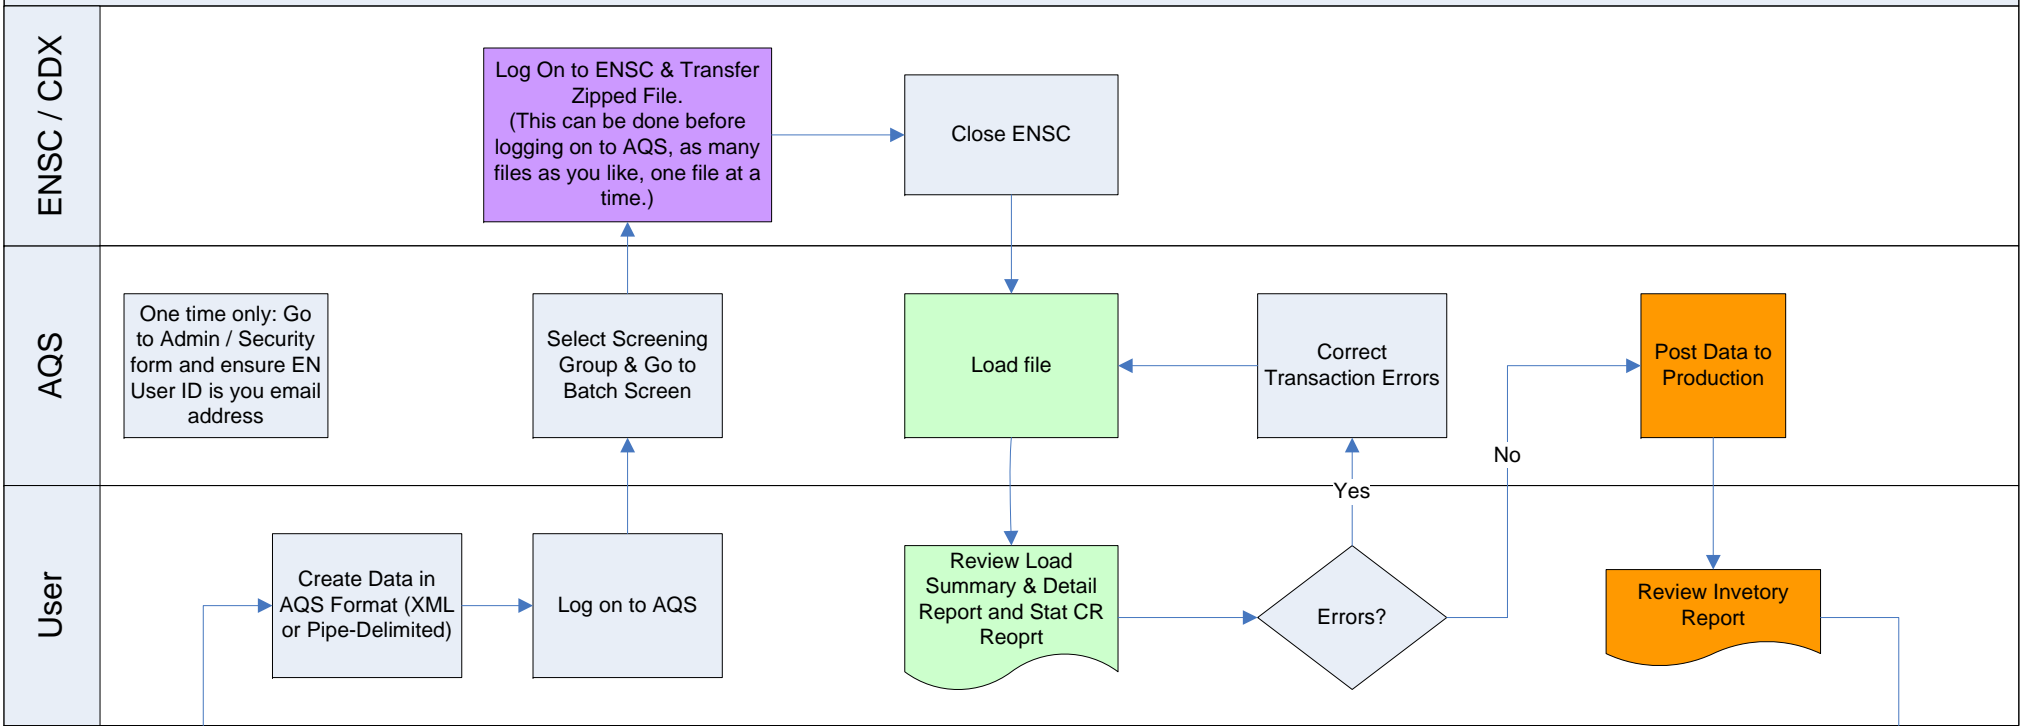 ENSC / CDX
Log On to ENSC & Transfer
Zipped File.
(This can be done before
logging on to AQS, as many
files as you like, one file at a
time.)
Close ENSC
AQS
One time only: Go
to Admin / Security
form and ensure EN
User ID is you email
address
Select Screening
Group & Go to
Batch Screen
Load file
Correct
Transaction Errors
Post Data to
Production
No
Yes
User
Create Data in
AQS Format (XML
or Pipe-Delimited)
Log on to AQS
Review Load
Summary & Detail
Report and Stat CR
Reoprt
Errors?
Review Invetory
Report